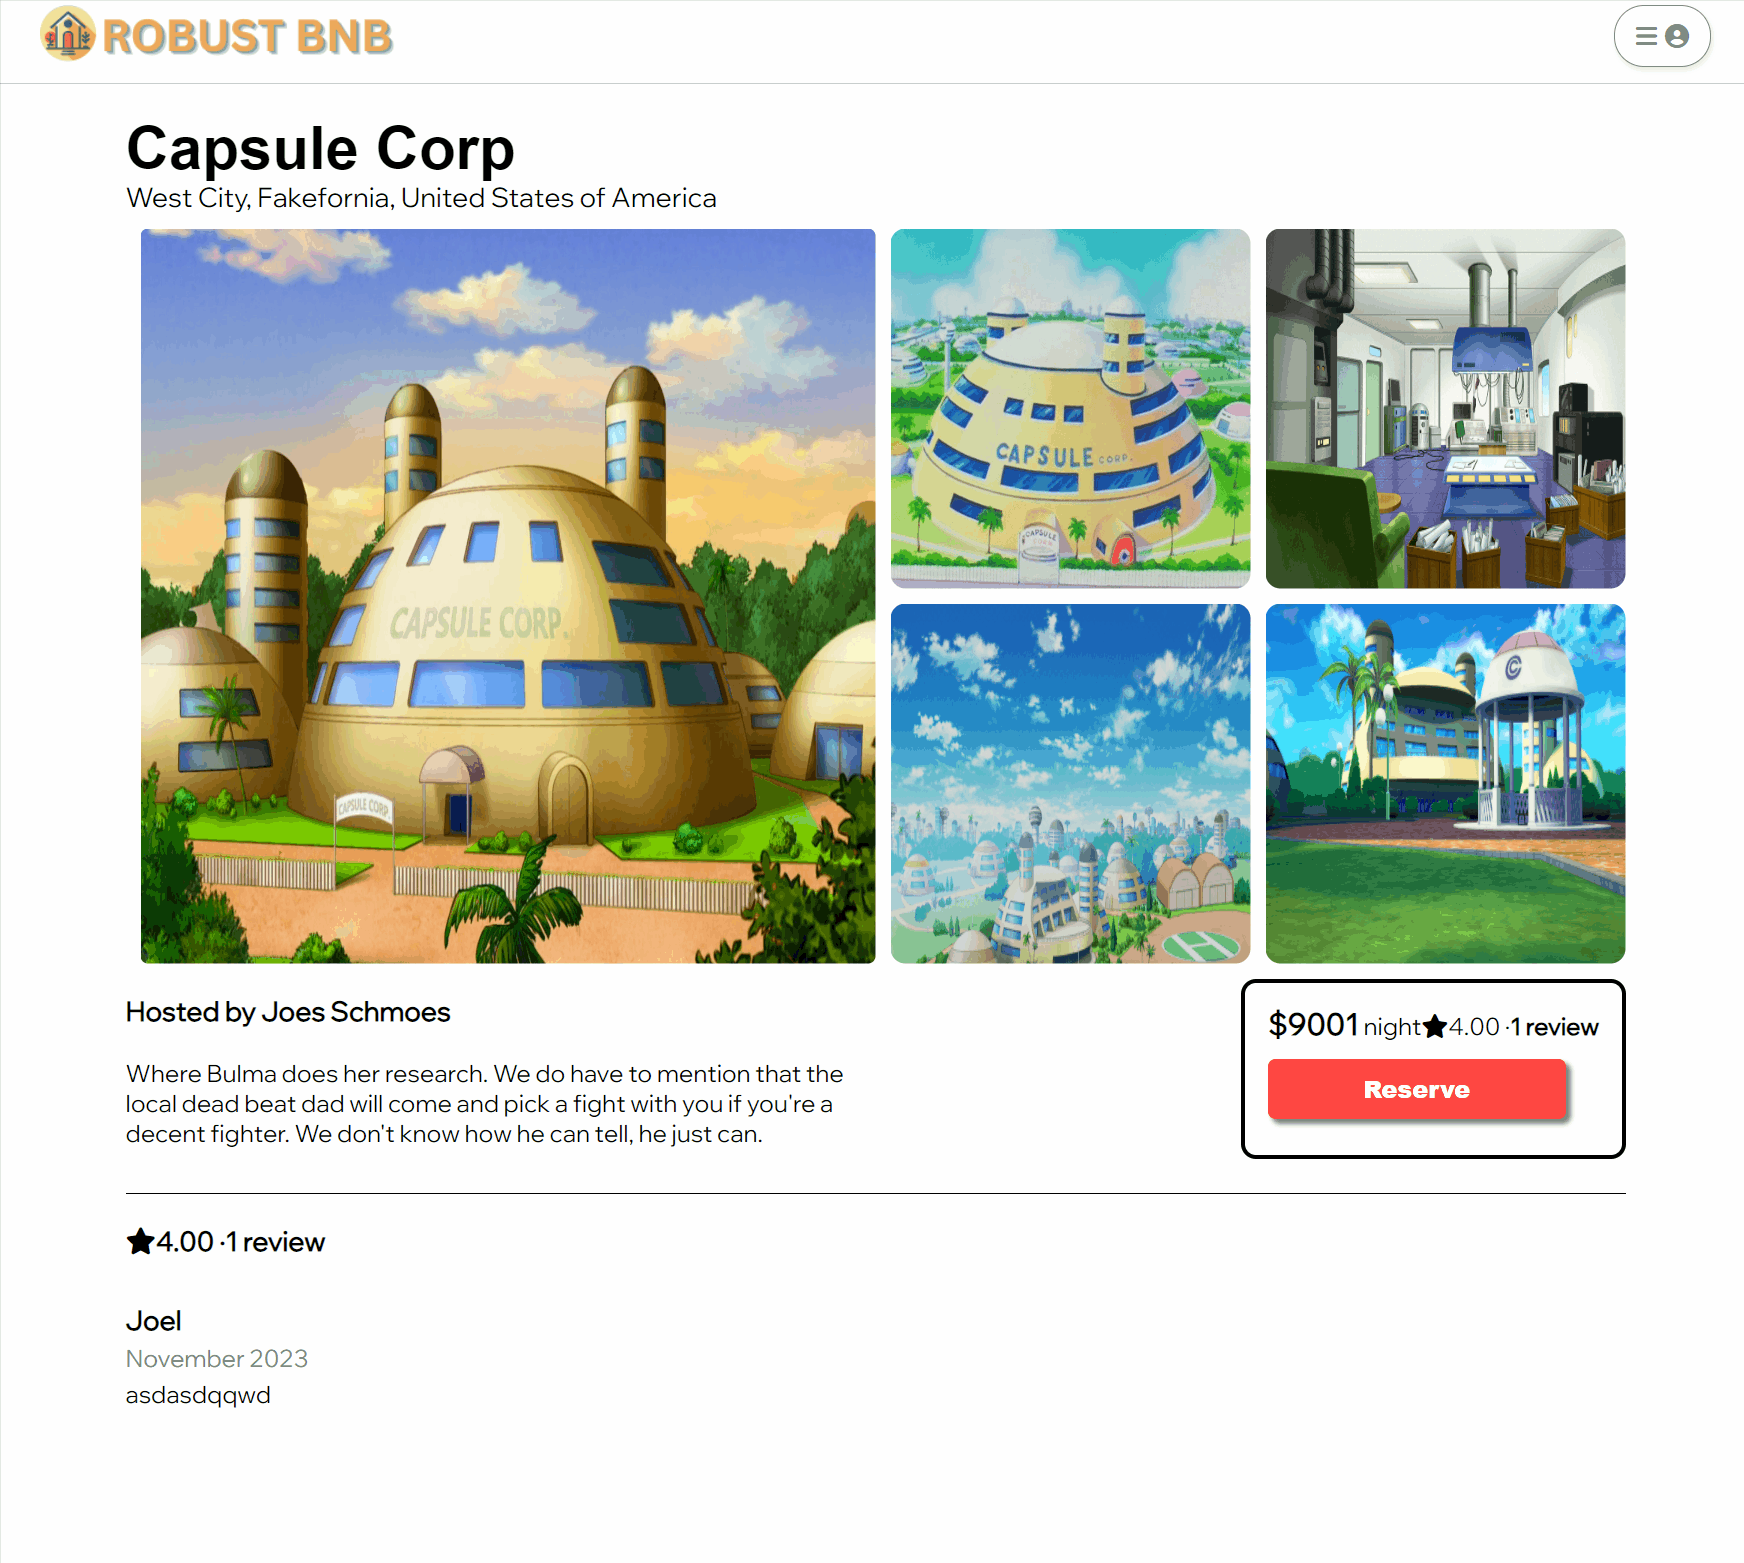 ROBUST BNB
Capsule Corp
West City, Fakefornia, United States of America
CAPSULE CORP.
CAPSULE CORP.
CAPSULE CORP.
CAPSULE
Hosted by Joes Schmoes
$9001 night★4.00 ·1 review
Where Bulma does her research. We do have to mention that the
local dead beat dad will come and pick a fight with you if you're a
decent fighter. We don't know how he can tell, he just can.
Reserve
★4.00 ·1 review
Joel
November 2023
asdasdqqwd